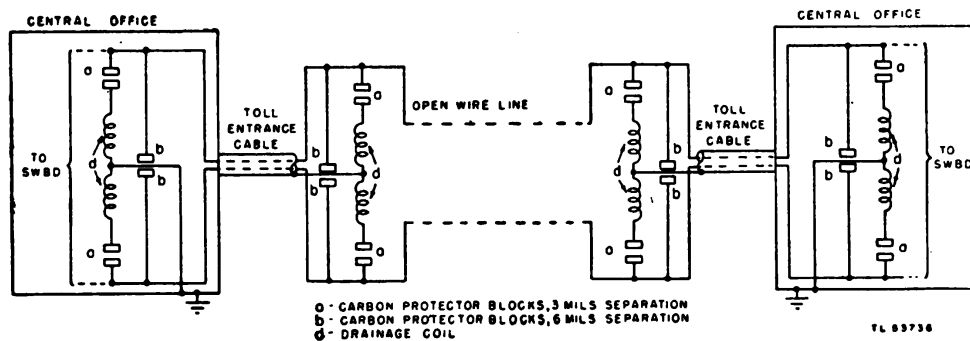 CENTRAL OFFICE
CENTRAL OFFICE
a
a
a
a
b
b
b
b
b
b
b
b
d
d
d
d
TO
SWBD
TOLL
ENTRANCE
CABLE
OPEN WIRE LINE
TOLL
ENTRANCE
CABLE
TO
SWBD
a
a
a
a
a - CARBON PROTECTOR BLOCKS, 3 MILS SEPARATION
b - CARBON PROTECTOR BLOCKS, 6 MILS SEPARATION
d - DRAINAGE COIL
TL 53736